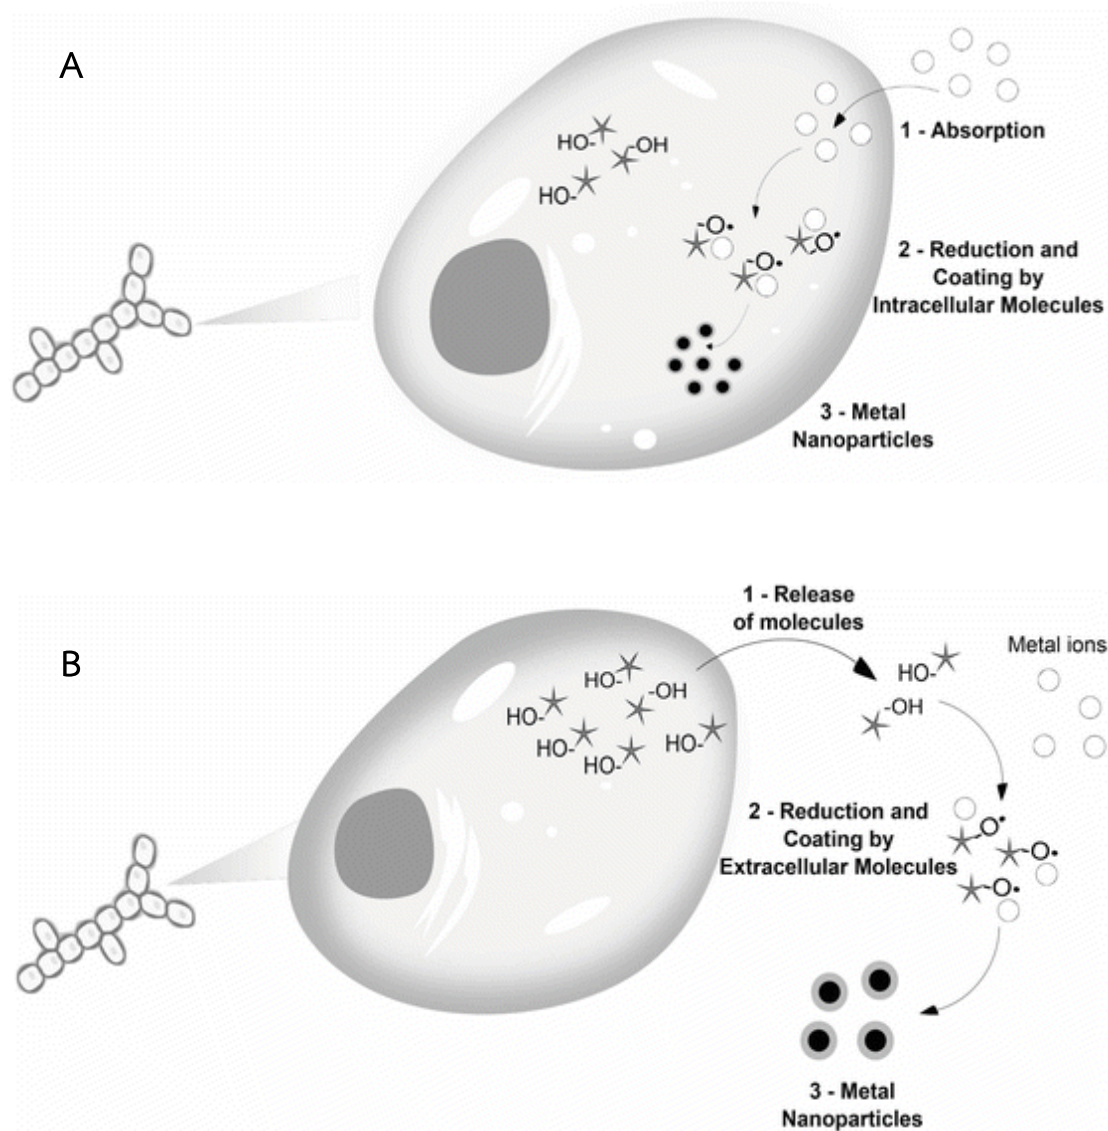 A
HO-
-OH
HO-
1 - Absorption
-O•
-O•
-O•
2 - Reduction and
Coating by
Intracellular Molecules
3 - Metal
Nanoparticles
B
1 - Release
of molecules
Metal ions
HO-
-OH
HO-
-OH
HO-
HO-
HO-
HO-
2 - Reduction and
Coating by
Extracellular Molecules
-O•
-O•
-O•
3 - Metal
Nanoparticles